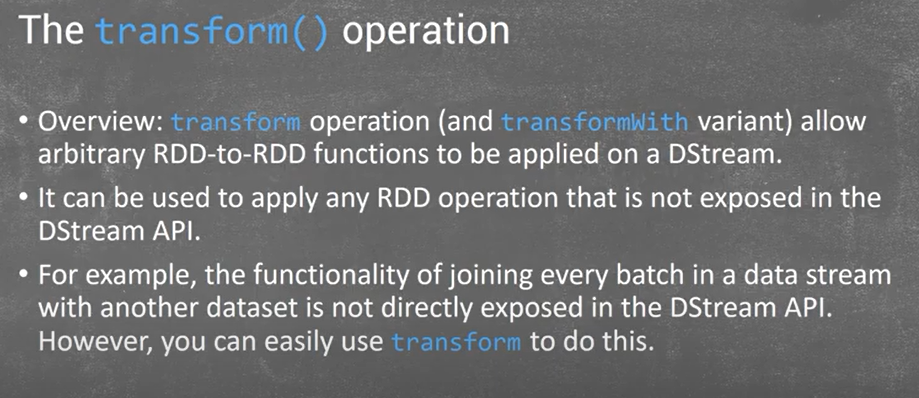 The transform() operation
• Overview: transform operation (and transformWith variant) allow
arbitrary RDD-to-RDD functions to be applied on a DStream.
• It can be used to apply any RDD operation that is not exposed in the
DStream API.
• For example, the functionality of joining every batch in a data stream
with another dataset is not directly exposed in the DStream API.
However, you can easily use transform to do this.